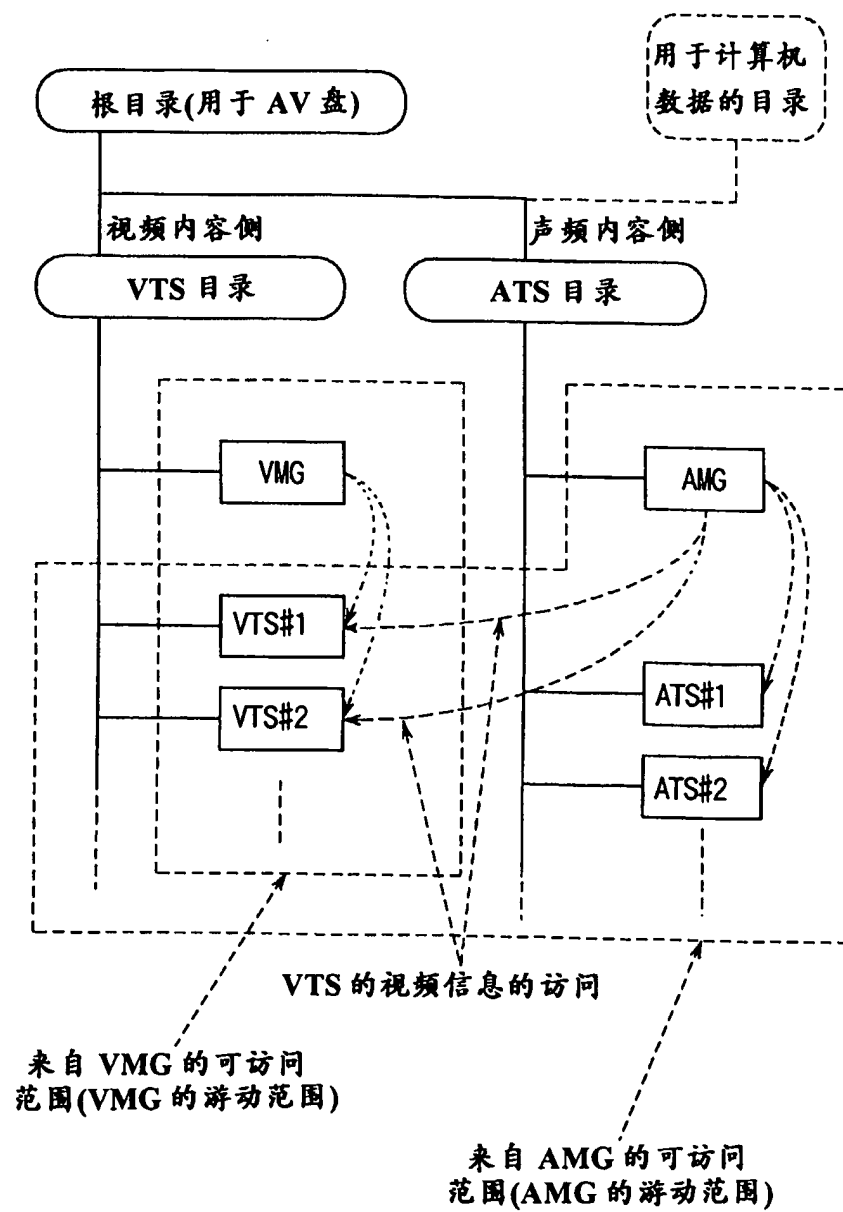 用于计算机
数据的目录
根目录(用于 AV 盘)
视频内容侧
声频内容侧
VTS 目录
ATS 目录
VMG
AMG
VTS#1
VTS#2
ATS#1
ATS#2
VTS 的视频信息的访问
来自 VMG 的可访问
范围(VMG 的游动范围)
来自 AMG 的可访问
范围(AMG 的游动范围)